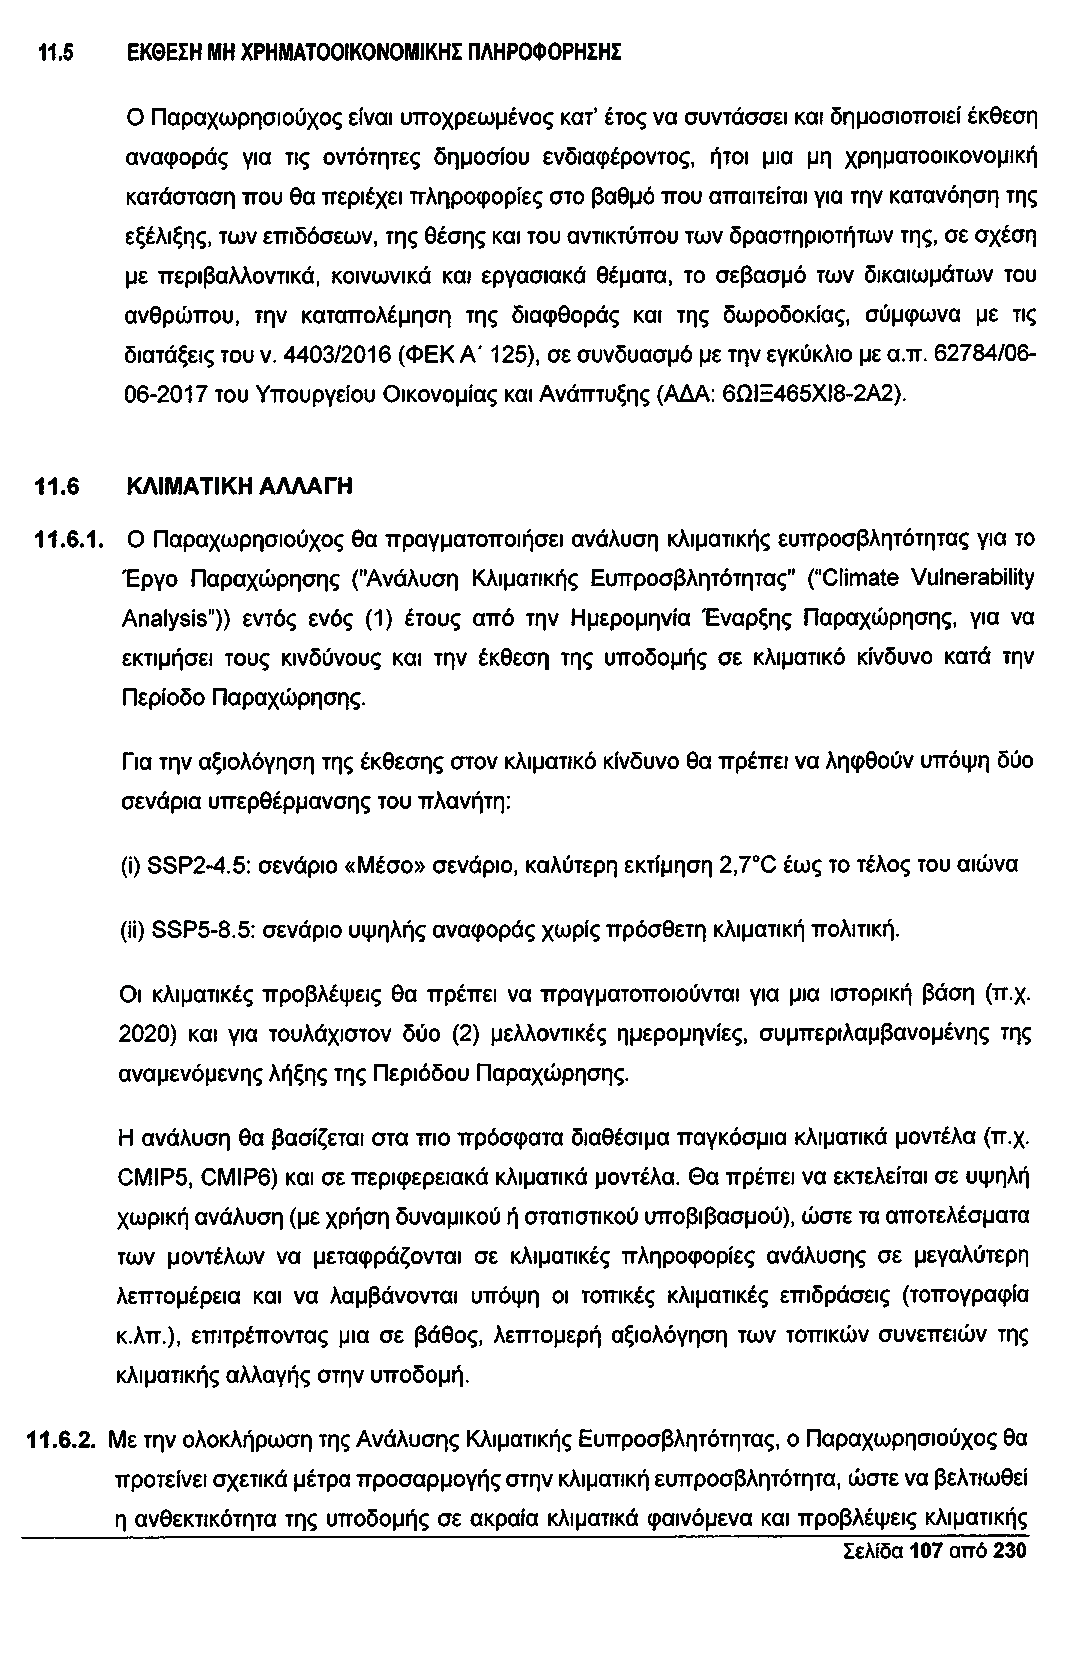 11.5 ΕΚΘΕΣΗ ΜΗ ΧΡΗΜΑΤΟΟΙΚΟΝΟΜΙΚΗΣ ΠΛΗΡΟΦΟΡΗΣΗΣ
Ο Παραχωρησιούχος είναι υποχρεωμένος κατ' έτος να συντάσσει και δημοσιοποιεί έκθεση
αναφοράς για τις οντότητες δημοσίου ενδιαφέροντος, ήτοι μια μη χρηματοοικονομική
κατάσταση που θα περιέχει πληροφορίες στο βαθμό που απαιτείται για την κατανόηση της
εξέλιξης, των επιδόσεων, της θέσης και του αντικτύπου των δραστηριοτήτων της, σε σχέση
με περιβαλλοντικά, κοινωνικά και εργασιακά θέματα, το σεβασμό των δικαιωμάτων του
ανθρώπου, την καταπολέμηση της διαφθοράς και της δωροδοκίας, σύμφωνα με τις
διατάξεις του ν. 4403/2016 (ΦΕΚ Α΄ 125), σε συνδυασμό με την εγκύκλιο με α.π. 62784/06-
06-2017 του Υπουργείου Οικονομίας και Ανάπτυξης (ΑΔΑ: 6ΩΙΞ465ΧΙ8-2Α2).
11.6 ΚΛΙΜΑΤΙΚΗ ΑΛΛΑΓΗ
11.6.1. Ο Παραχωρησιούχος θα πραγματοποιήσει ανάλυση κλιματικής ευπροσβλητότητας για το
Έργο Παραχώρησης ("Ανάλυση Κλιματικής Ευπροσβλητότητας" ("Climate Vulnerability
Analysis")) εντός ενός (1) έτους από την Ημερομηνία Έναρξης Παραχώρησης, για να
εκτιμήσει τους κινδύνους και την έκθεση της υποδομής σε κλιματικό κίνδυνο κατά την
Περίοδο Παραχώρησης.
Για την αξιολόγηση της έκθεσης στον κλιματικό κίνδυνο θα πρέπει να ληφθούν υπόψη δύο
σενάρια υπερθέρμανσης του πλανήτη:
(i) SSP2-4.5: σενάριο «Μέσο» σενάριο, καλύτερη εκτίμηση 2,7°C έως το τέλος του αιώνα
(ii) SSP5-8.5: σενάριο υψηλής αναφοράς χωρίς πρόσθετη κλιματική πολιτική.
Οι κλιματικές προβλέψεις θα πρέπει να πραγματοποιούνται για μια ιστορική βάση (π.χ.
2020) και για τουλάχιστον δύο (2) μελλοντικές ημερομηνίες, συμπεριλαμβανομένης της
αναμενόμενης λήξης της Περιόδου Παραχώρησης.
Η ανάλυση θα βασίζεται στα πιο πρόσφατα διαθέσιμα παγκόσμια κλιματικά μοντέλα (π.χ.
CMIP5, CMIP6) και σε περιφερειακά κλιματικά μοντέλα. Θα πρέπει να εκτελείται σε υψηλή
χωρική ανάλυση (με χρήση δυναμικού ή στατιστικού υποβιβασμού), ώστε τα αποτελέσματα
των μοντέλων να μεταφράζονται σε κλιματικές πληροφορίες ανάλυσης σε μεγαλύτερη
λεπτομέρεια και να λαμβάνονται υπόψη οι τοπικές κλιματικές επιδράσεις (τοπογραφία
κ.λπ.), επιτρέποντας μια σε βάθος, λεπτομερή αξιολόγηση των τοπικών συνεπειών της
κλιματικής αλλαγής στην υποδομή.
11.6.2. Με την ολοκλήρωση της Ανάλυσης Κλιματικής Ευπροσβλητότητας, ο Παραχωρησιούχος θα
προτείνει σχετικά μέτρα προσαρμογής στην κλιματική ευπροσβλητότητα, ώστε να βελτιωθεί
η ανθεκτικότητα της υποδομής σε ακραία κλιματικά φαινόμενα και προβλέψεις κλιματικής
Σελίδα 107 από 230